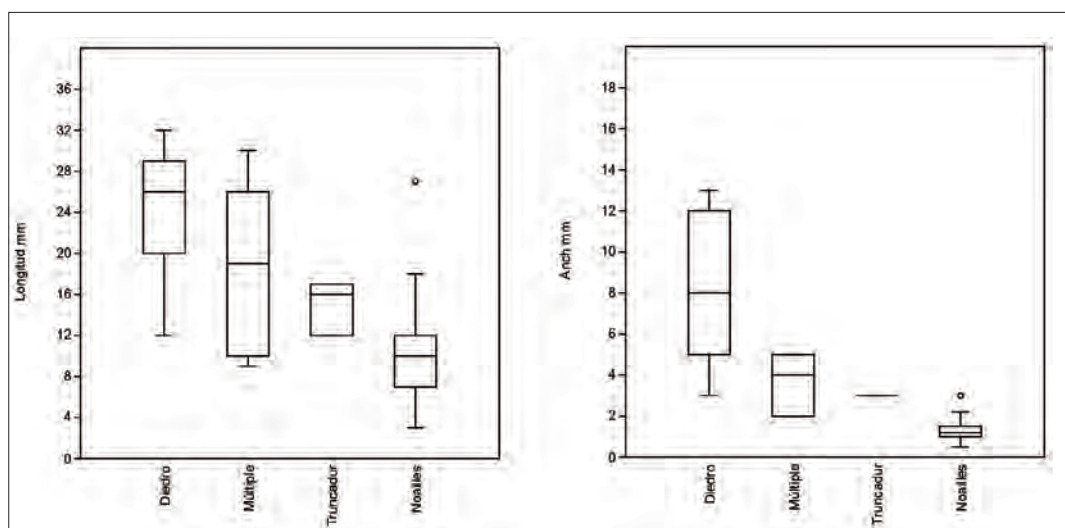 Longitud mm
36
32
28
24
20
16
12
8
4
0
Diedro
Múltiple
Truncadur
Noailles
Anch mm
18
16
14
12
10
8
6
4
2
0
Diedro
Múltiple
Truncadur
Noailles